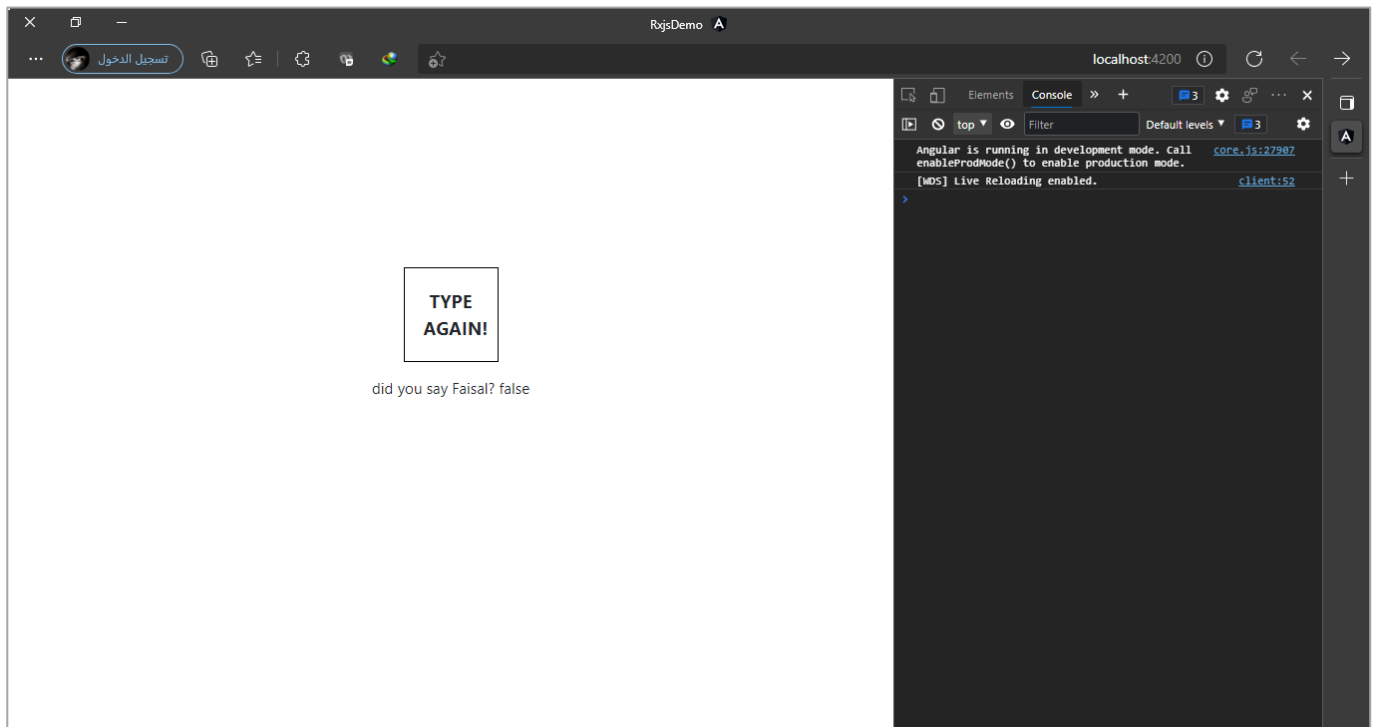 RxjsDemo
تسجيل الدخول
localhost:4200
Elements Console 3
top Filter Default levels 3
Angular is running in development mode. Call core.js:27907
enableProdMode() to enable production mode.
[WDS] Live Reloading enabled. client:52
TYPE
AGAIN!
did you say Faisal? false